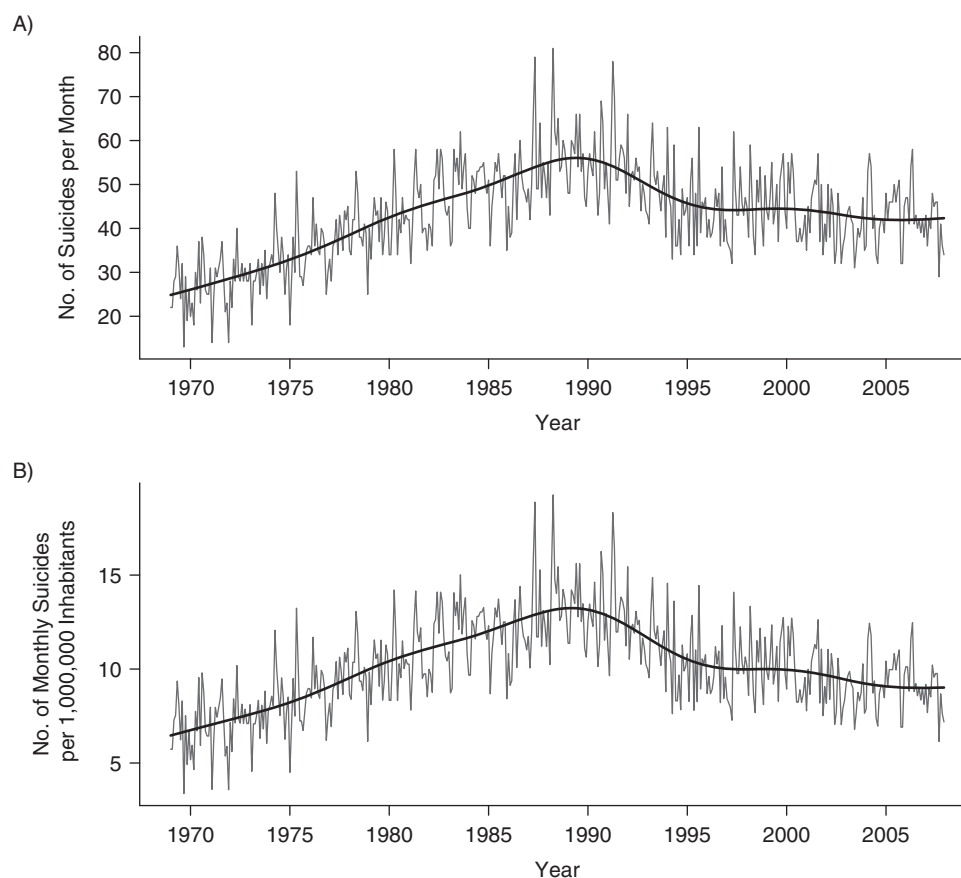 A)
No. of Suicides per Month
80
70
60
50
40
30
20
1970 1975 1980 1985 1990 1995 2000 2005
Year
B)
No. of Monthly Suicides
per 1,000,000 Inhabitants
15
10
5
1970 1975 1980 1985 1990 1995 2000 2005
Year